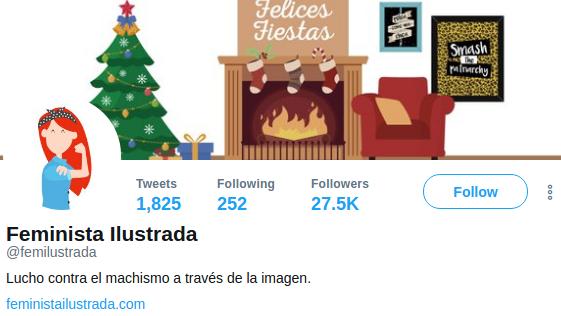 Felices
Fiestas
Smash
the
patriarchy
Tweets
Following
Followers
1,825
252
27.5K
Follow
Feminista Ilustrada
@femilustrada
Lucho contra el machismo a través de la imagen.
feministailustrada.com